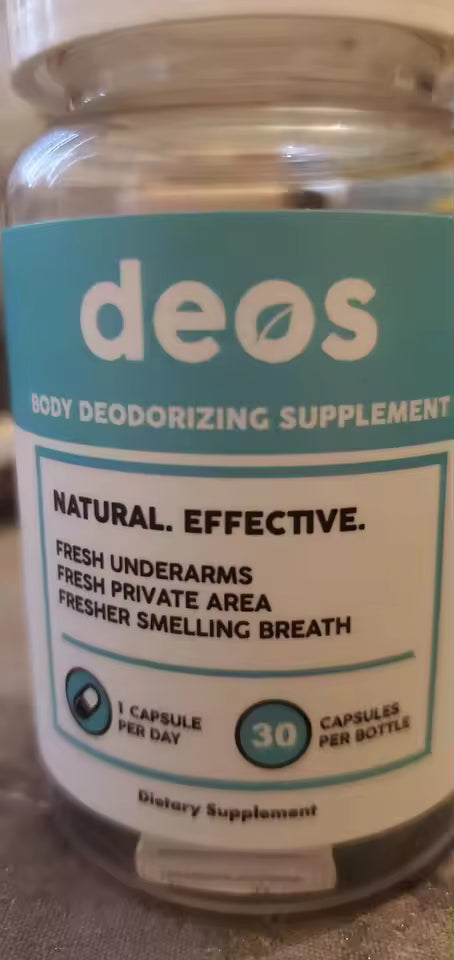 deos
BODY DEODORIZING SUPPLEMENT
NATURAL. EFFECTIVE.
FRESH UNDERARMS
FRESH PRIVATE AREA
FRESHER SMELLING BREATH
1 CAPSULE
PER DAY
30
CAPSULES
PER BOTTLE
Dietary Supplement